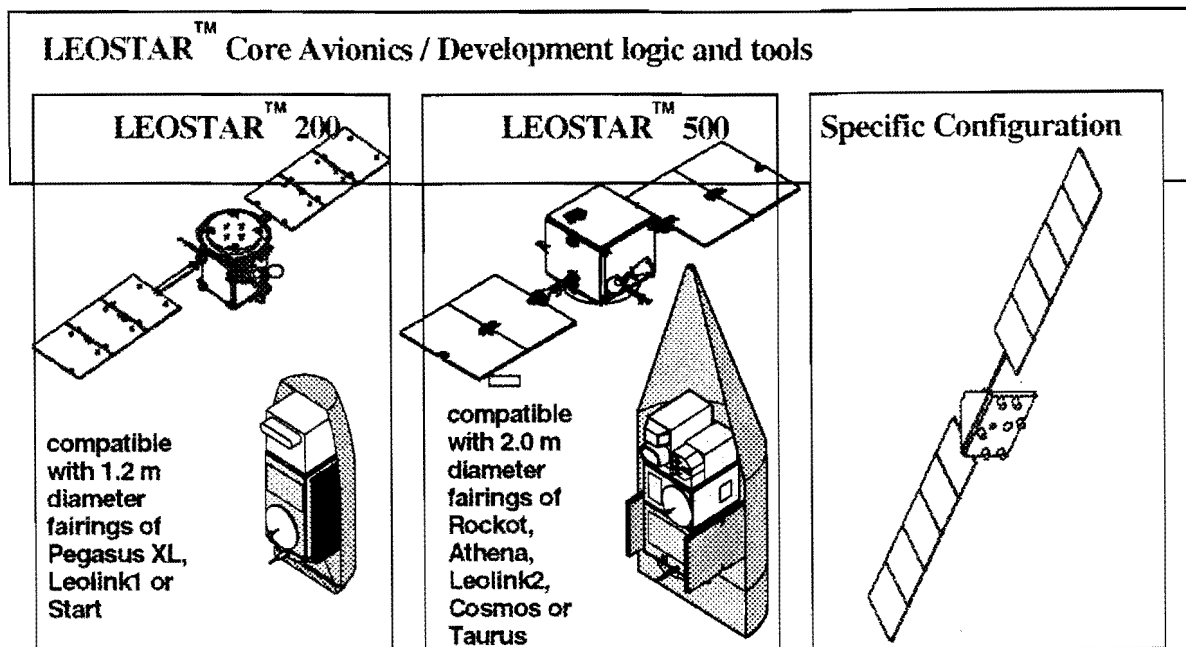 LEOSTAR™ Core Avionics / Development logic and tools
LEOSTAR™ 200
compatible
with 1.2 m
diameter
fairings of
Pegasus XL,
Leolink1 or
Start
LEOSTAR™ 500
compatible
with 2.0 m
diameter
fairings of
Rockot,
Athena,
Leolink2,
Cosmos or
Taurus
Specific Configuration